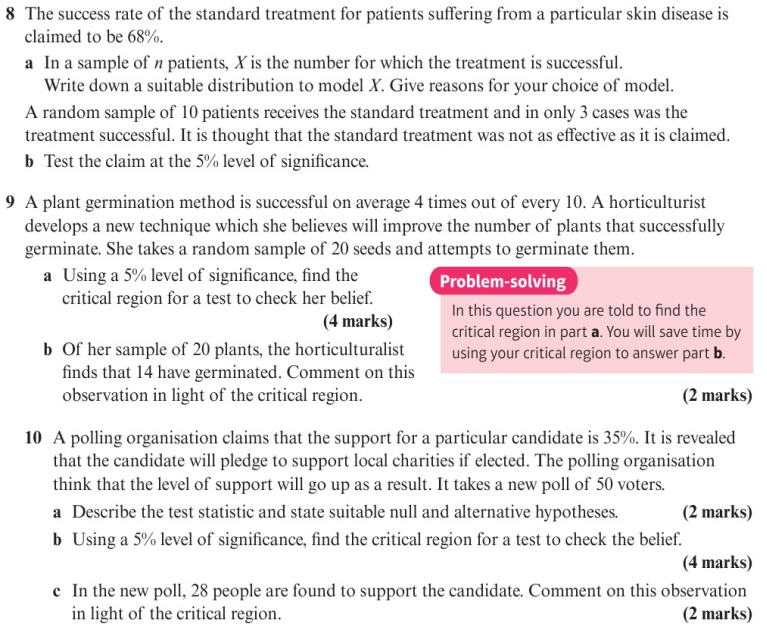 8 The success rate of the standard treatment for patients suffering from a particular skin disease is
claimed to be 68%.
a In a sample of n patients, X is the number for which the treatment is successful.
Write down a suitable distribution to model X. Give reasons for your choice of model.
A random sample of 10 patients receives the standard treatment and in only 3 cases was the
treatment successful. It is thought that the standard treatment was not as effective as it is claimed.
b Test the claim at the 5% level of significance.
9 A plant germination method is successful on average 4 times out of every 10. A horticulturist
develops a new technique which she believes will improve the number of plants that successfully
germinate. She takes a random sample of 20 seeds and attempts to germinate them.
a Using a 5% level of significance, find the
critical region for a test to check her belief.
(4 marks)
b Of her sample of 20 plants, the horticulturalist
finds that 14 have germinated. Comment on this
observation in light of the critical region.
(2 marks)
Problem-solving
In this question you are told to find the
critical region in part a. You will save time by
using your critical region to answer part b.
10 A polling organisation claims that the support for a particular candidate is 35%. It is revealed
that the candidate will pledge to support local charities if elected. The polling organisation
think that the level of support will go up as a result. It takes a new poll of 50 voters.
a Describe the test statistic and state suitable null and alternative hypotheses. (2 marks)
b Using a 5% level of significance, find the critical region for a test to check the belief.
(4 marks)
c In the new poll, 28 people are found to support the candidate. Comment on this observation
in light of the critical region. (2 marks)